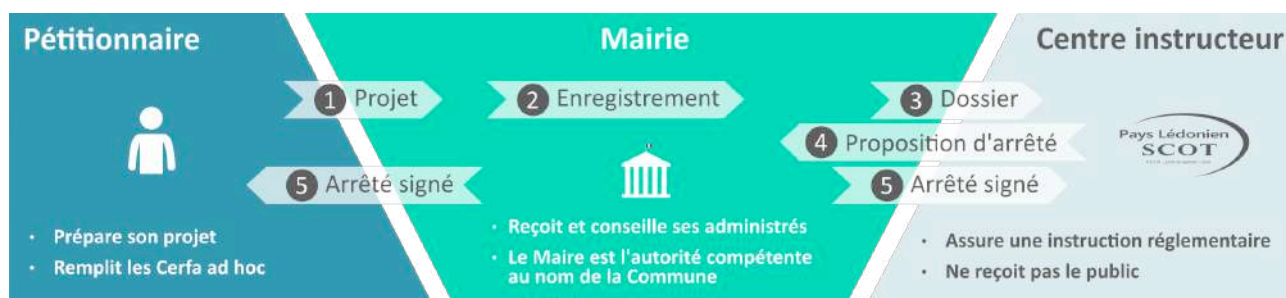 Pétitionnaire
Mairie
Centre instructeur
1 Projet
2 Enregistrement
3 Dossier
4 Proposition d'arrêté
5 Arrêté signé
5 Arrêté signé
Pays Lédonien
SCOT
· Prépare son projet
· Remplit les Cerfa ad hoc
· Reçoit et conseille ses administrés
· Le Maire est l'autorité compétente
au nom de la Commune
· Assure une instruction réglementaire
· Ne reçoit pas le public